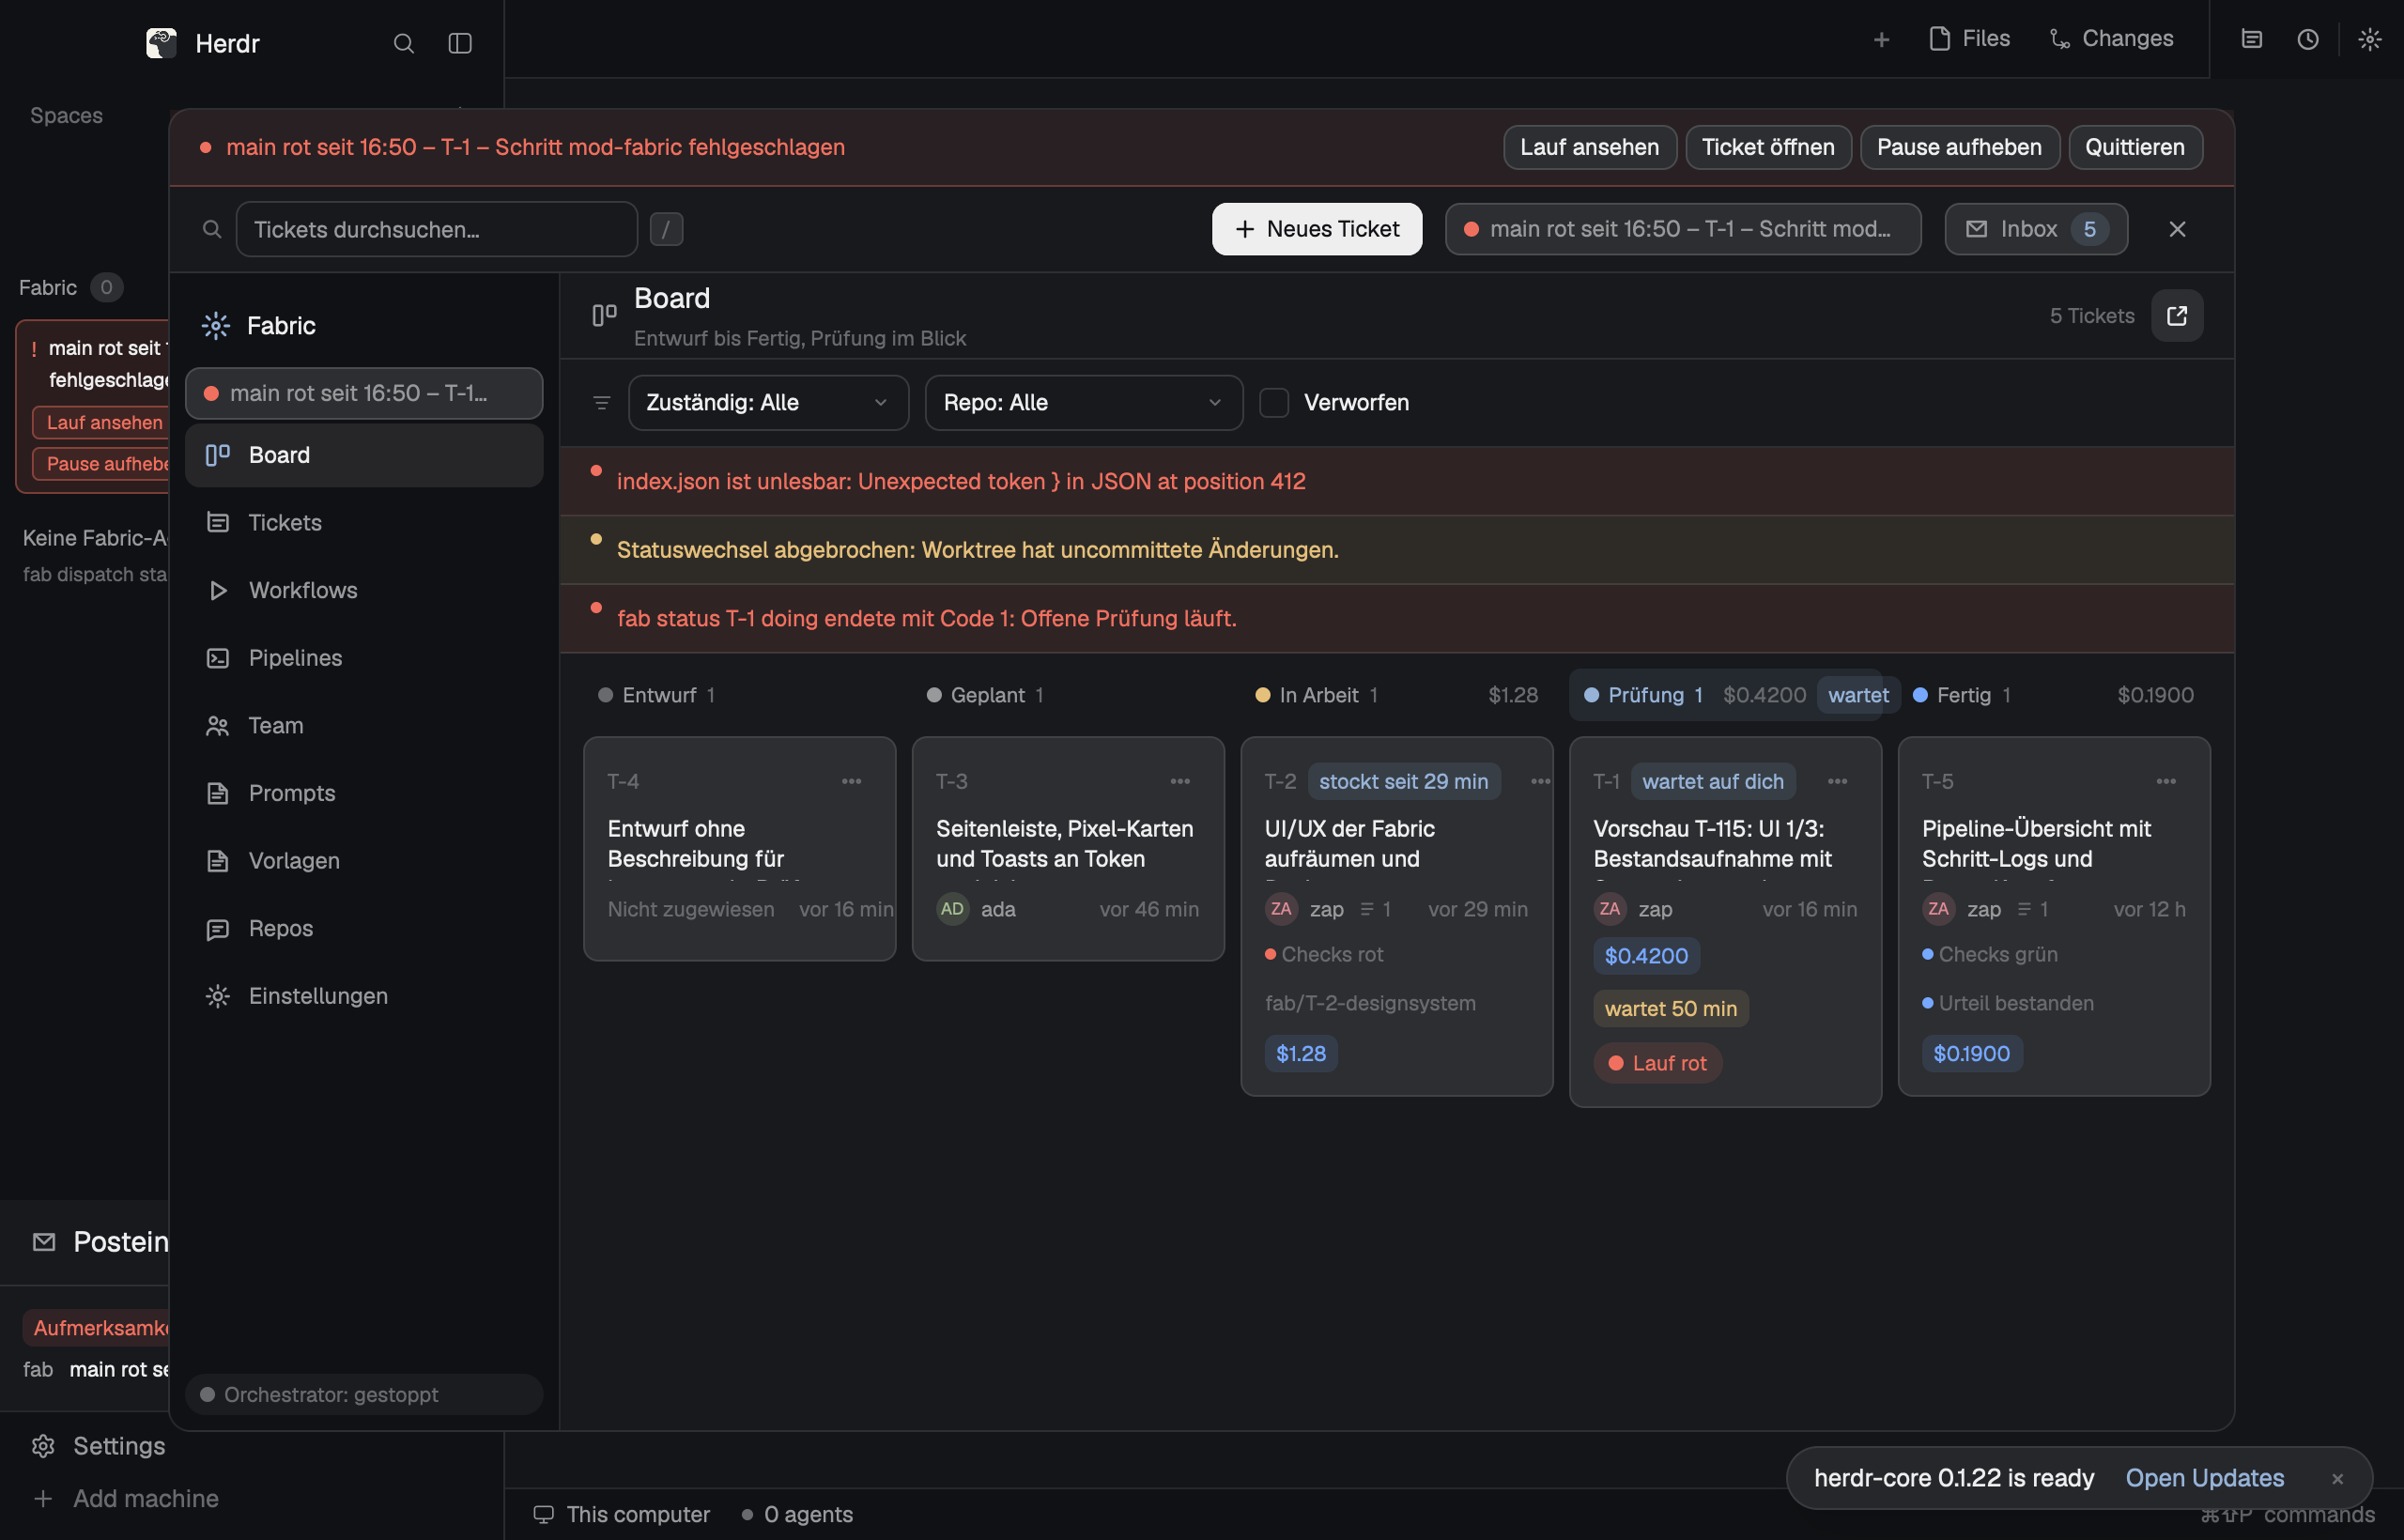 Herdr
Files
Changes
Spaces
main rot seit 16:50 – T-1 – Schritt mod-fabric fehlgeschlagen
Lauf ansehen
Ticket öffnen
Pause aufheben
Quittieren
Tickets durchsuchen...
/
+ Neues Ticket
main rot seit 16:50 – T-1 – Schritt mod...
Inbox 5
Fabric 0
! main rot seit
fehlgeschlage
Lauf ansehen
Pause aufhebe
Keine Fabric-A
fab dispatch sta
Fabric
main rot seit 16:50 – T-1...
Board
Tickets
Workflows
Pipelines
Team
Prompts
Vorlagen
Repos
Einstellungen
Orchestrator: gestoppt
Board
Entwurf bis Fertig, Prüfung im Blick
5 Tickets
Zuständig: Alle
Repo: Alle
Verworfen
index.json ist unlesbar: Unexpected token } in JSON at position 412
Statuswechsel abgebrochen: Worktree hat uncommittete Änderungen.
fab status T-1 doing endete mit Code 1: Offene Prüfung läuft.
Entwurf 1
T-4
Entwurf ohne
Beschreibung für
Nicht zugewiesen vor 16 min
Geplant 1
T-3
Seitenleiste, Pixel-Karten
und Toasts an Token
AD ada vor 46 min
In Arbeit 1 $1.28
T-2 stockt seit 29 min
UI/UX der Fabric
aufräumen und
ZA zap 1 vor 29 min
Checks rot
fab/T-2-designsystem
$1.28
Prüfung 1 $0.4200 wartet
T-1 wartet auf dich
Vorschau T-115: UI 1/3:
Bestandsaufnahme mit
ZA zap vor 16 min
$0.4200
wartet 50 min
Lauf rot
Fertig 1 $0.1900
T-5
Pipeline-Übersicht mit
Schritt-Logs und
ZA zap 1 vor 12 h
Checks grün
Urteil bestanden
$0.1900
Postein
Aufmerksamke
fab main rot se
Settings
+ Add machine
This computer
0 agents
herdr-core 0.1.22 is ready
Open Updates
⌘⇧P commands